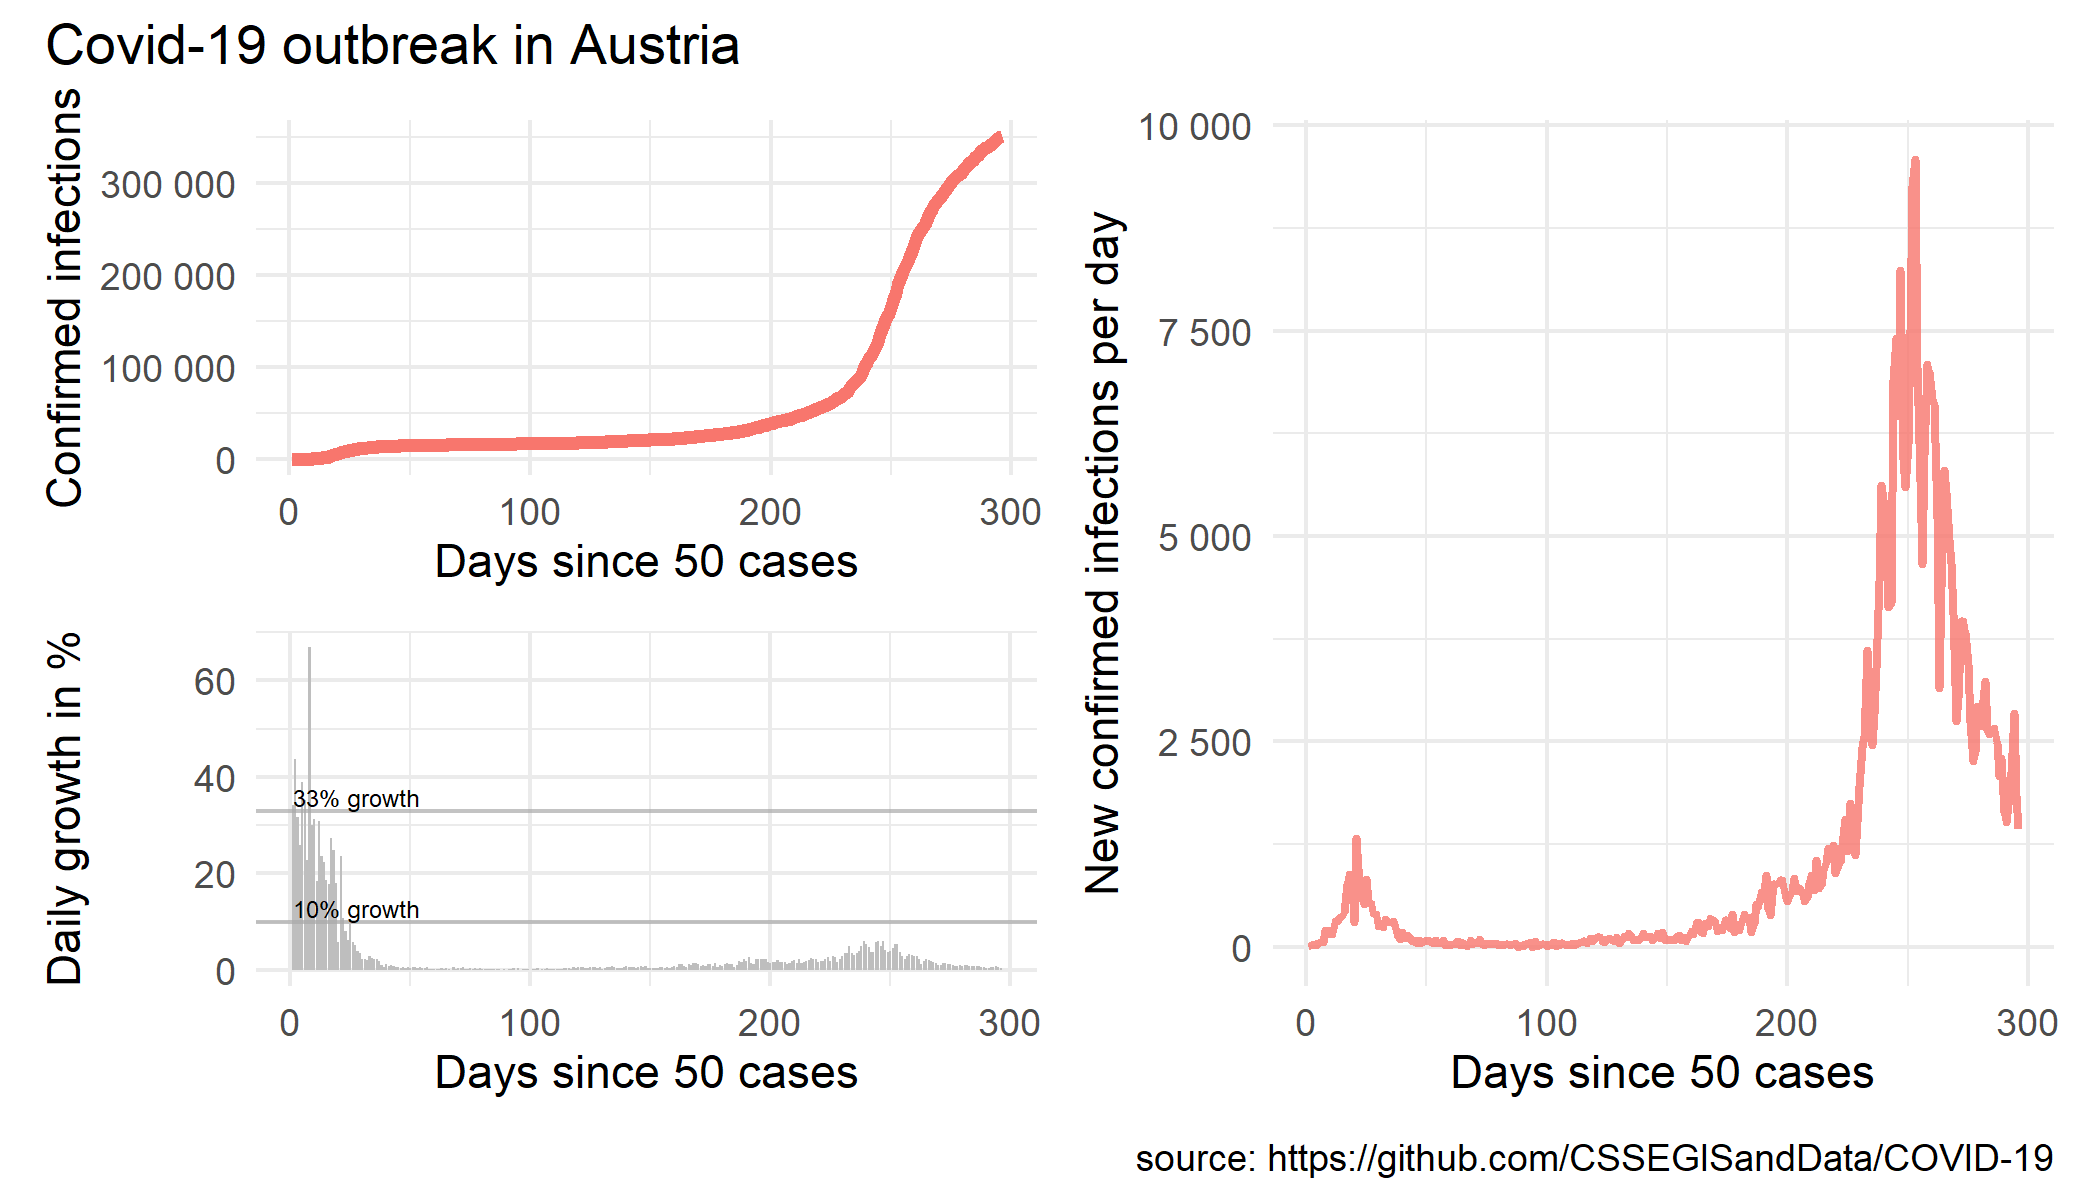 Covid-19 outbreak in Austria
Confirmed infections
300 000
200 000
100 000
0
0 100 200 300
Days since 50 cases
Daily growth in %
60
40
20
0
33% growth
10% growth
0 100 200 300
Days since 50 cases
New confirmed infections per day
10 000
7 500
5 000
2 500
0
0 100 200 300
Days since 50 cases
source: https://github.com/CSSEGISandData/COVID-19